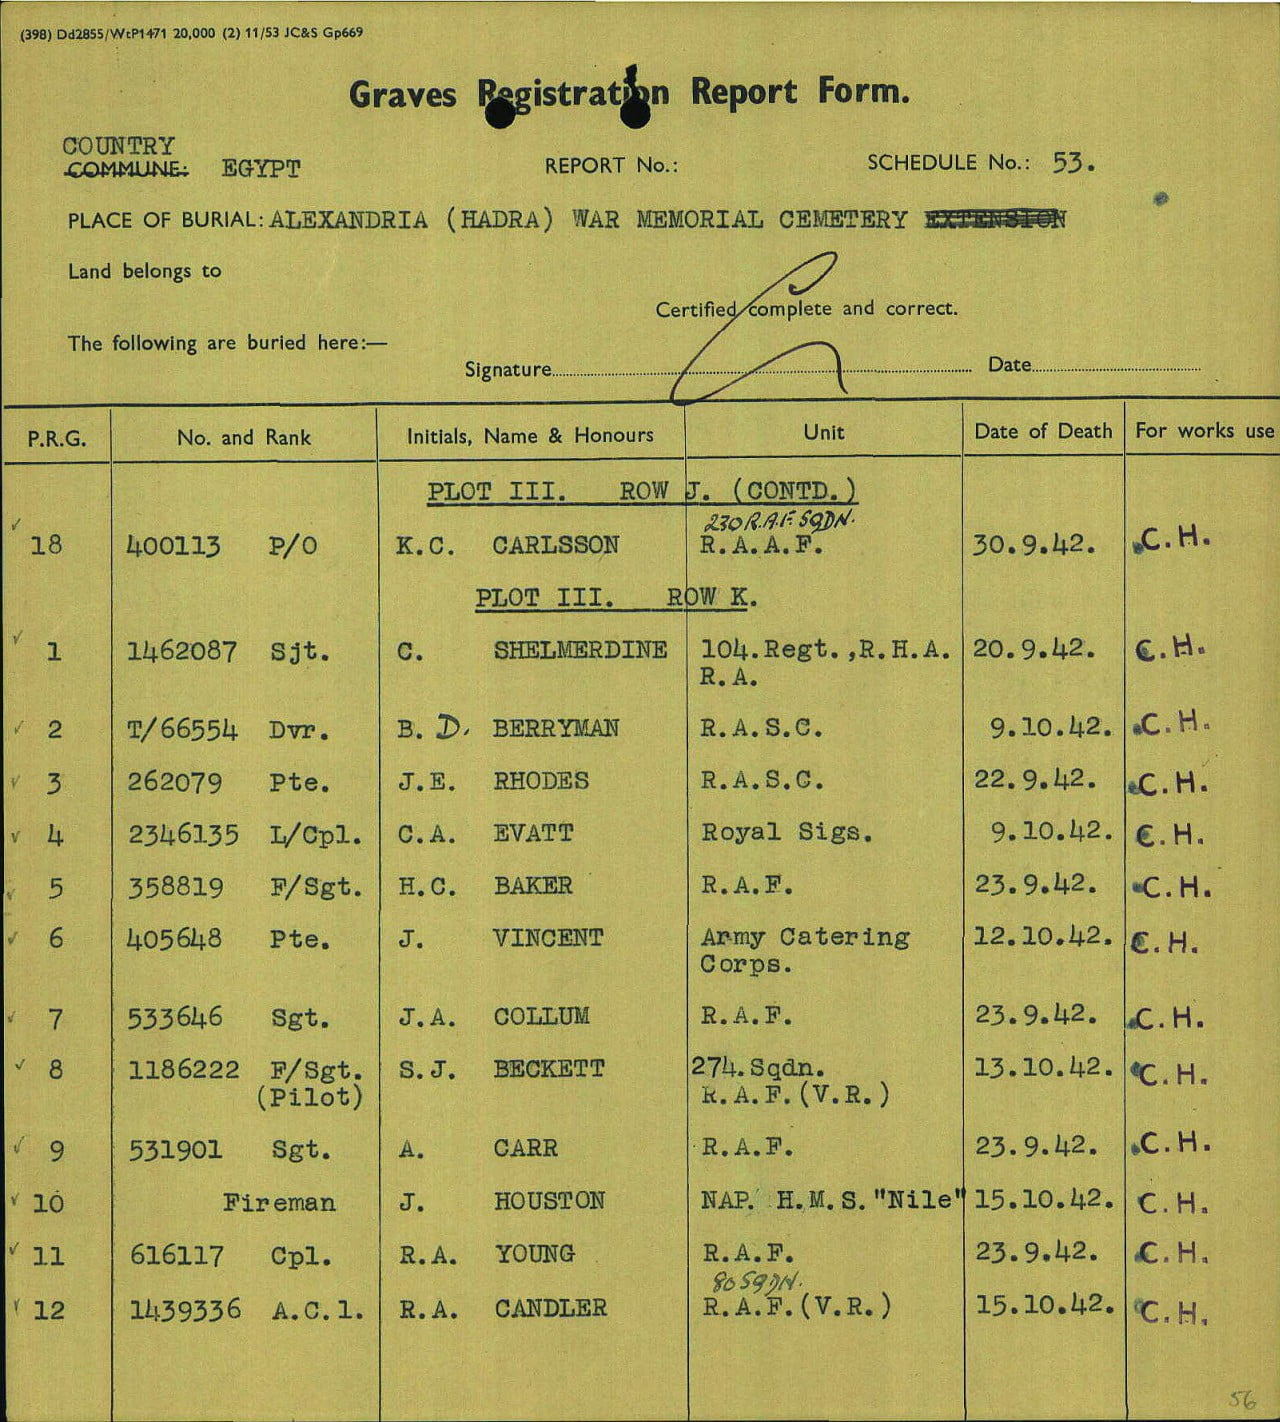 (398) Dd2855/WtP1471 20,000 (2) 11/53 JC&S Gp669
Graves Registration Report Form.
COUNTRY
COMMUNE: EGYPT REPORT No.: SCHEDULE No.: 53.
PLACE OF BURIAL: ALEXANDRIA (HADRA) WAR MEMORIAL CEMETERY EXTENSION
Land belongs to
Certified complete and correct.
The following are buried here:—
Signature Date
P.R.G. No. and Rank Initials, Name & Honours Unit Date of Death For works use
PLOT III. ROW J. (CONTD.)
230 R.A.F. SQDN.
18 400113 P/O K.C. CARLSSON R.A.A.F. 30.9.42. C.H.
PLOT III. ROW K.
1 1462087 Sjt. C. SHELMERDINE 104.Regt.,R.H.A. 20.9.42. C.H.
R.A.
2 T/66554 Dvr. B. D. BERRYMAN R.A.S.C. 9.10.42. C.H.
3 262079 Pte. J.E. RHODES R.A.S.C. 22.9.42. C.H.
4 2346135 L/Cpl. C.A. EVATT Royal Sigs. 9.10.42. C.H.
5 358819 F/Sgt. H.C. BAKER R.A.F. 23.9.42. C.H.
6 405648 Pte. J. VINCENT Army Catering 12.10.42. C.H.
Corps.
7 533646 Sgt. J.A. COLLUM R.A.F. 23.9.42. C.H.
8 1186222 F/Sgt. S.J. BECKETT 274.Sqdn. 13.10.42. C.H.
(Pilot) R.A.F.(V.R.)
9 531901 Sgt. A. CARR R.A.F. 23.9.42. C.H.
10 Fireman J. HOUSTON NAP. H.M.S."Nile" 15.10.42. C.H.
11 616117 Cpl. R.A. YOUNG R.A.F. 23.9.42. C.H.
80 SQDN.
12 1439336 A.C.1. R.A. CANDLER R.A.F.(V.R.) 15.10.42. C.H.
56